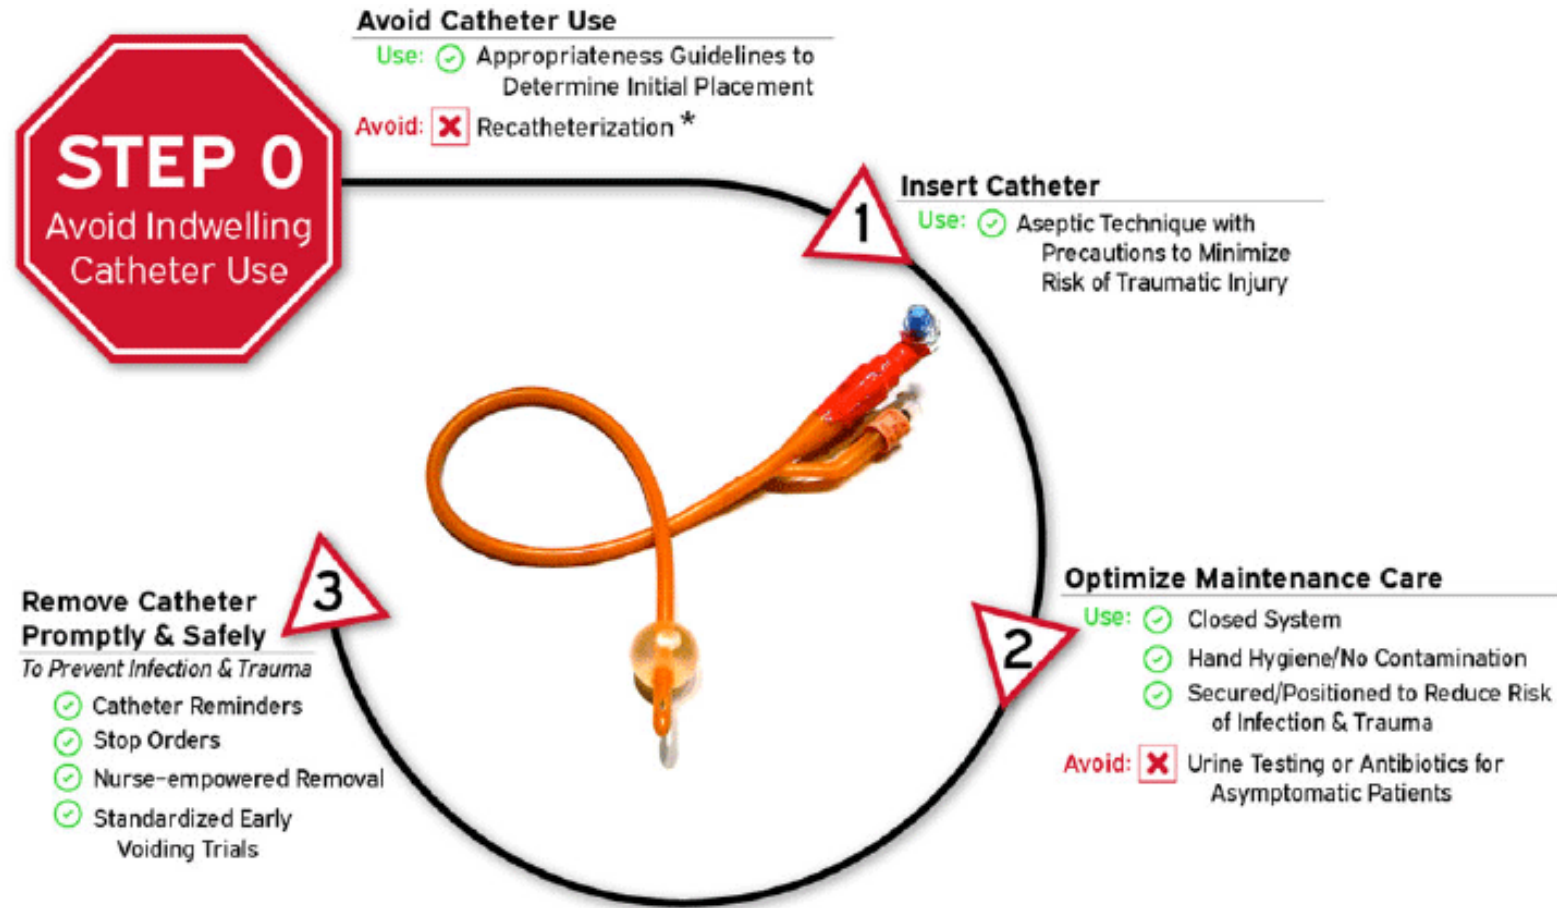 STEP 0
Avoid Indwelling
Catheter Use
Avoid Catheter Use
Use: Appropriateness Guidelines to
Determine Initial Placement
Avoid: Recatheterization *
1
Insert Catheter
Use: Aseptic Technique with
Precautions to Minimize
Risk of Traumatic Injury
2
Optimize Maintenance Care
Use: Closed System
Hand Hygiene/No Contamination
Secured/Positioned to Reduce Risk
of Infection & Trauma
Avoid: Urine Testing or Antibiotics for
Asymptomatic Patients
3
Remove Catheter
Promptly & Safely
To Prevent Infection & Trauma
Catheter Reminders
Stop Orders
Nurse-empowered Removal
Standardized Early
Voiding Trials